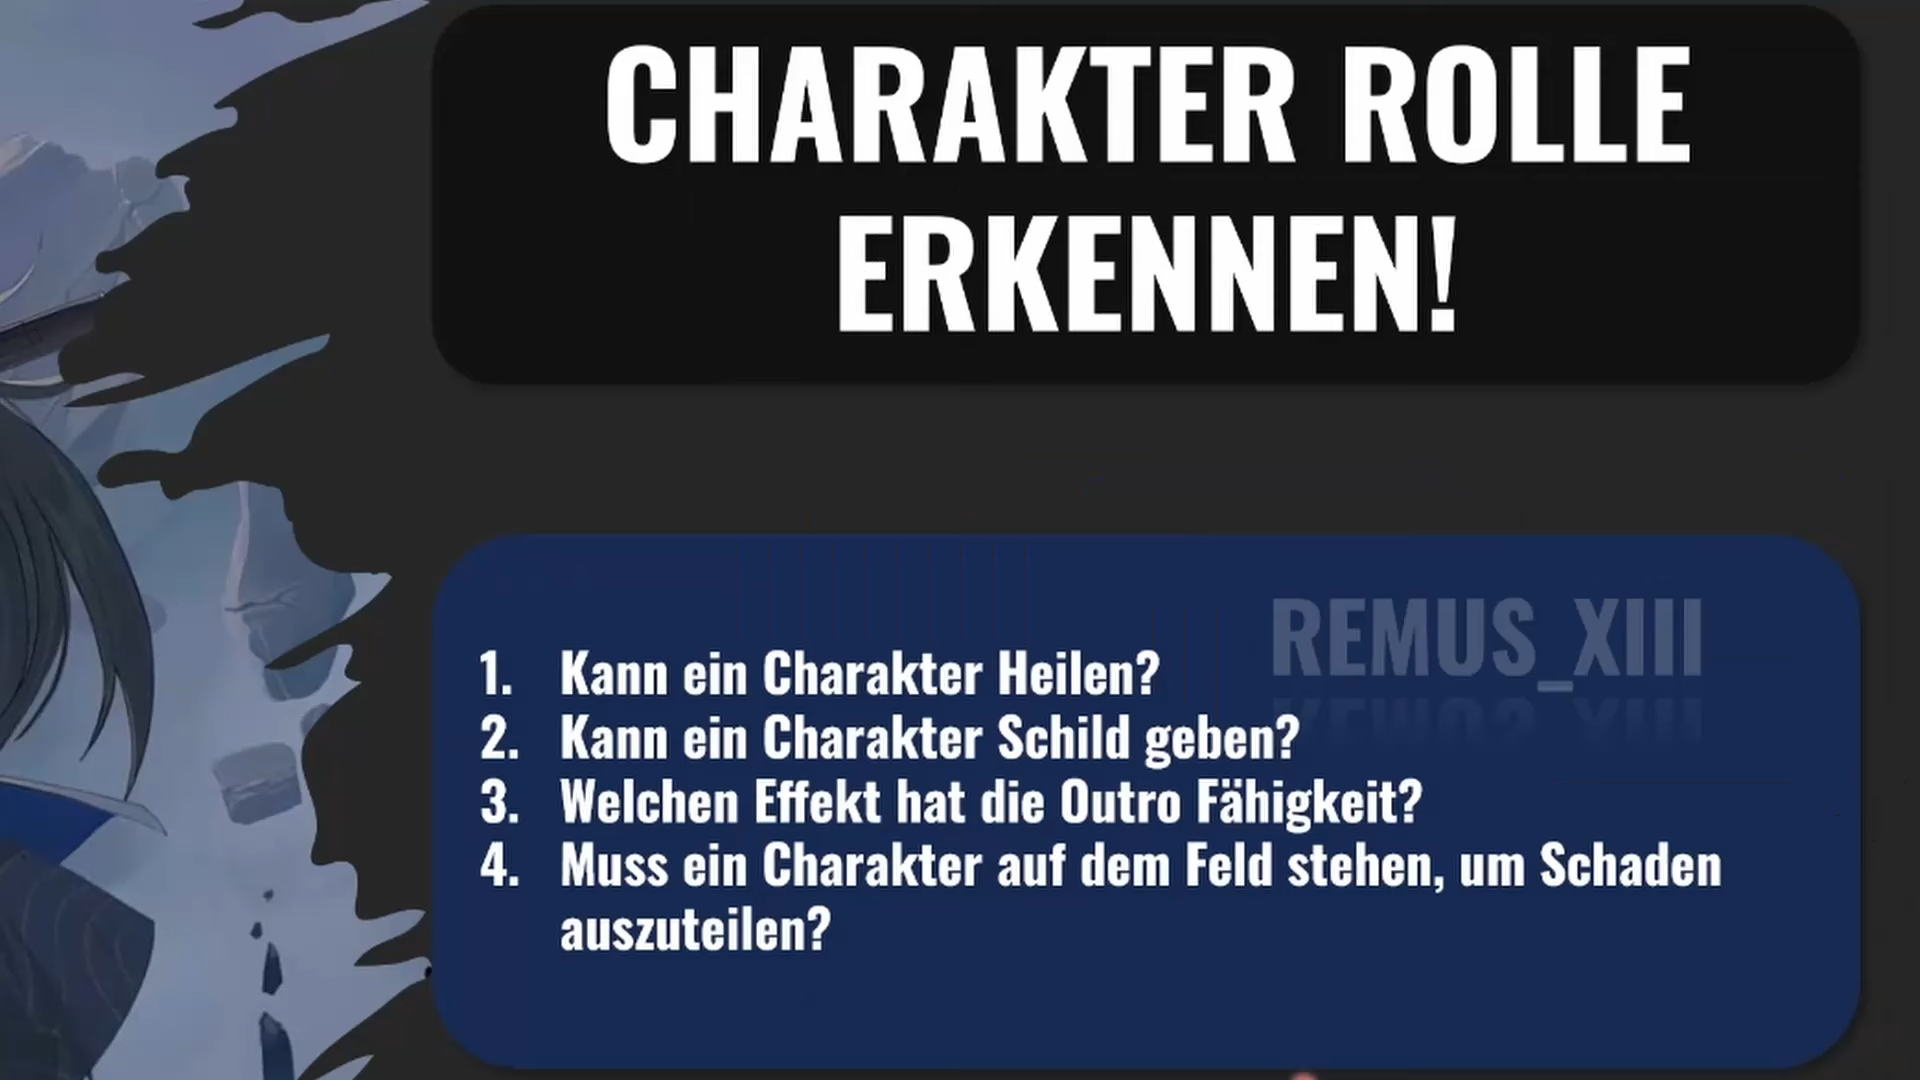 CHARAKTER ROLLE
ERKENNEN!
REMUS_XIII
1. Kann ein Charakter Heilen?
2. Kann ein Charakter Schild geben?
3. Welchen Effekt hat die Outro Fähigkeit?
4. Muss ein Charakter auf dem Feld stehen, um Schaden
auszuteilen?